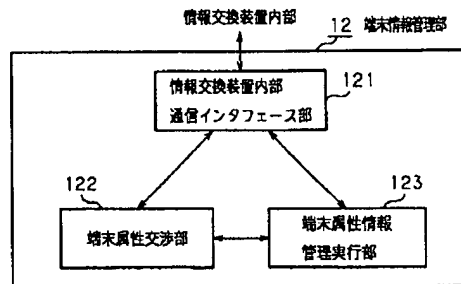 情報交換装置内部
12 端末情報管理部
情報交換装置内部
通信インタフェース部
121
122
端末属性交渉部
123
端末属性情報
管理実行部